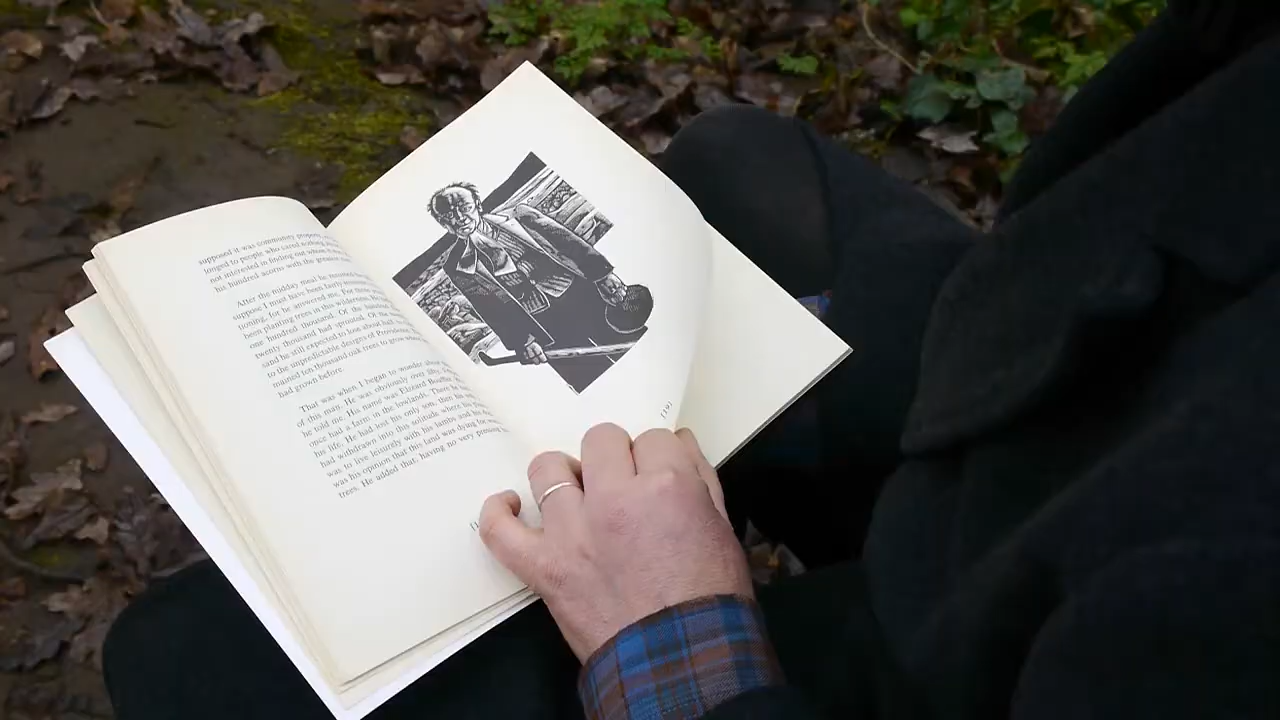 supposed it was community property,
longed to people who cared nothing
not interested in finding out whose it
his hundred acorns with the greatest
After the midday meal he resumed
suppose I must have been fairly
tioning, for he answered me. For three
been planting trees in this wilderness.
one hundred thousand. Of the hundred
twenty thousand had sprouted. Of the
sand he still expected to lose about half
to the unpredictable designs of Providence
mained ten thousand oak trees to grow where
had grown before.
That was when I began to wonder about
of this man. He was obviously over fifty.
he told me. His name was Elzéard Bouffier
once had a farm in the lowlands. There he
his life. He had lost his only son, then
had withdrawn into this solitude where his
was to live leisurely with his lambs and his
was his opinion that this land was dying for
trees. He added that, having no very pressing